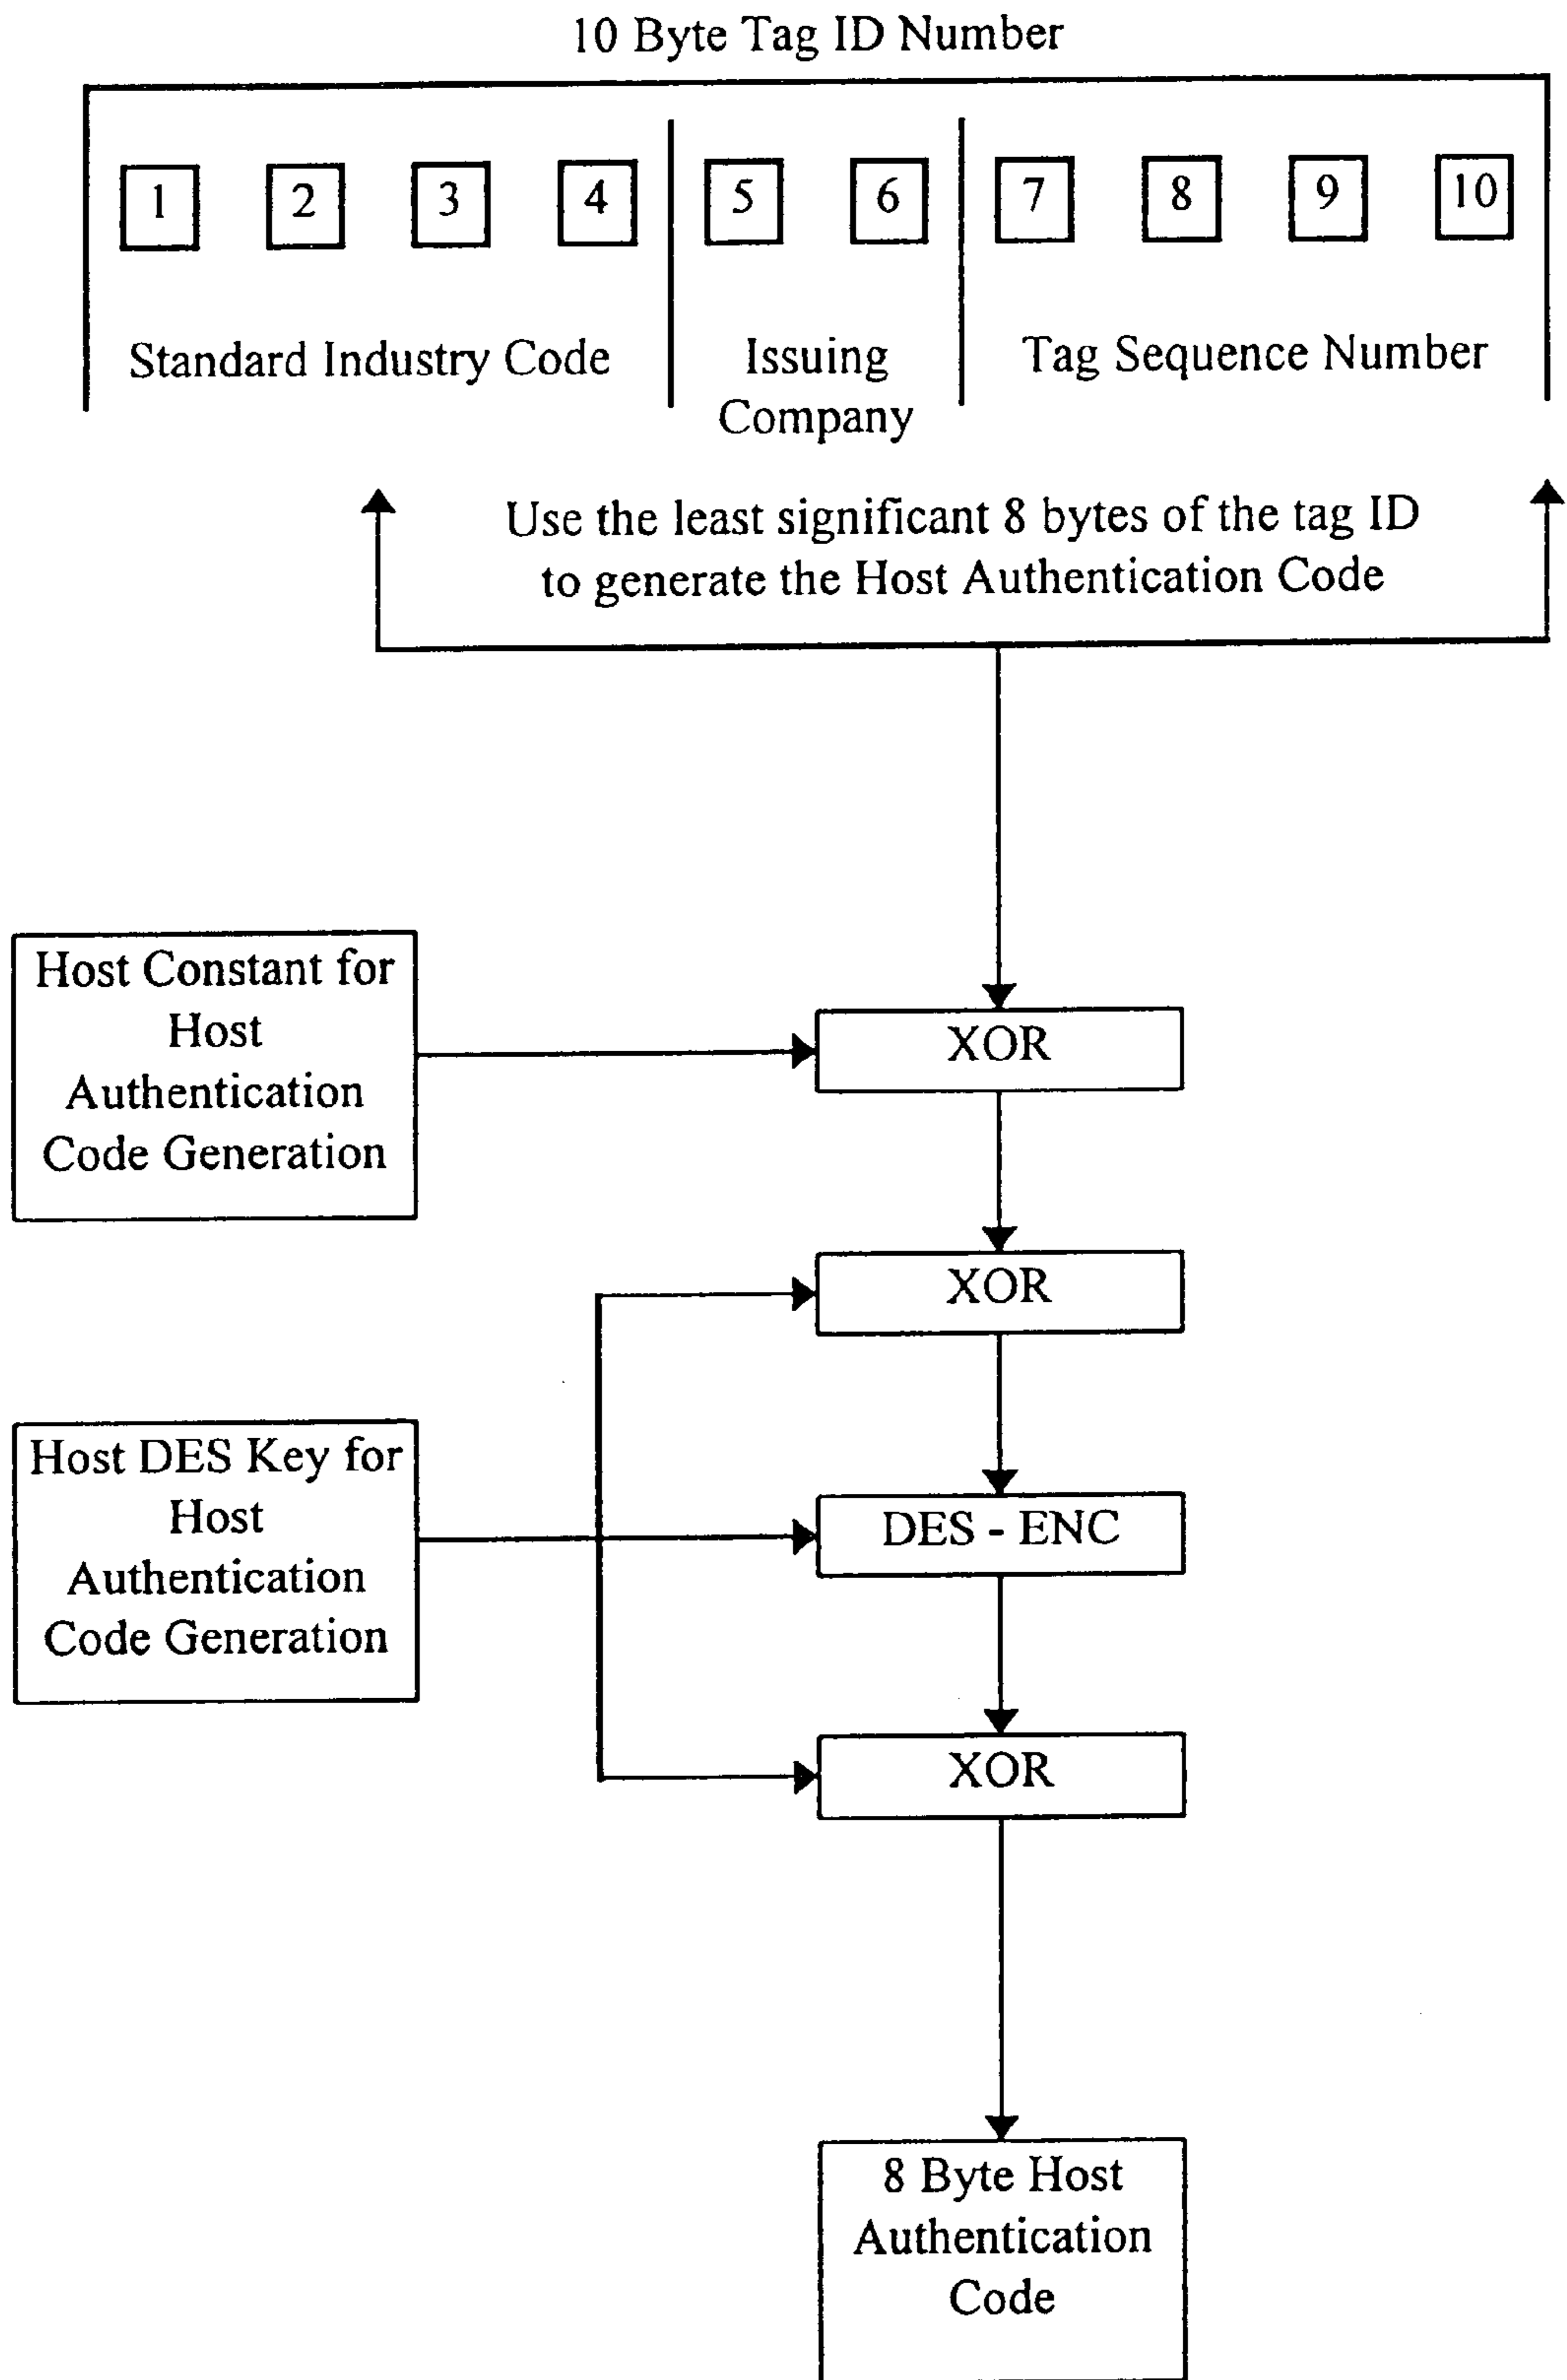 10 Byte Tag ID Number
1 2 3 4 5 6 7 8 9 10
Standard Industry Code
Issuing
Company
Tag Sequence Number
Use the least significant 8 bytes of the tag ID
to generate the Host Authentication Code
Host Constant for
Host
Authentication
Code Generation
XOR
XOR
Host DES Key for
Host
Authentication
Code Generation
DES - ENC
XOR
8 Byte Host
Authentication
Code